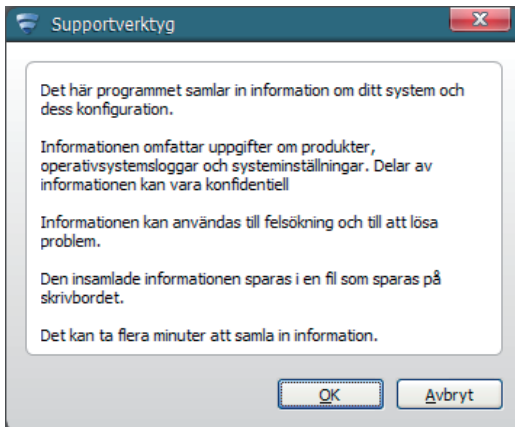 Supportverktyg
Det här programmet samlar in information om ditt system och
dess konfiguration.
Informationen omfattar uppgifter om produkter,
operativsystemsloggar och systeminställningar. Delar av
informationen kan vara konfidentiell
Informationen kan användas till felsökning och till att lösa
problem.
Den insamlade informationen sparas i en fil som sparas på
skrivbordet.
Det kan ta flera minuter att samla in information.
OK
Avbryt